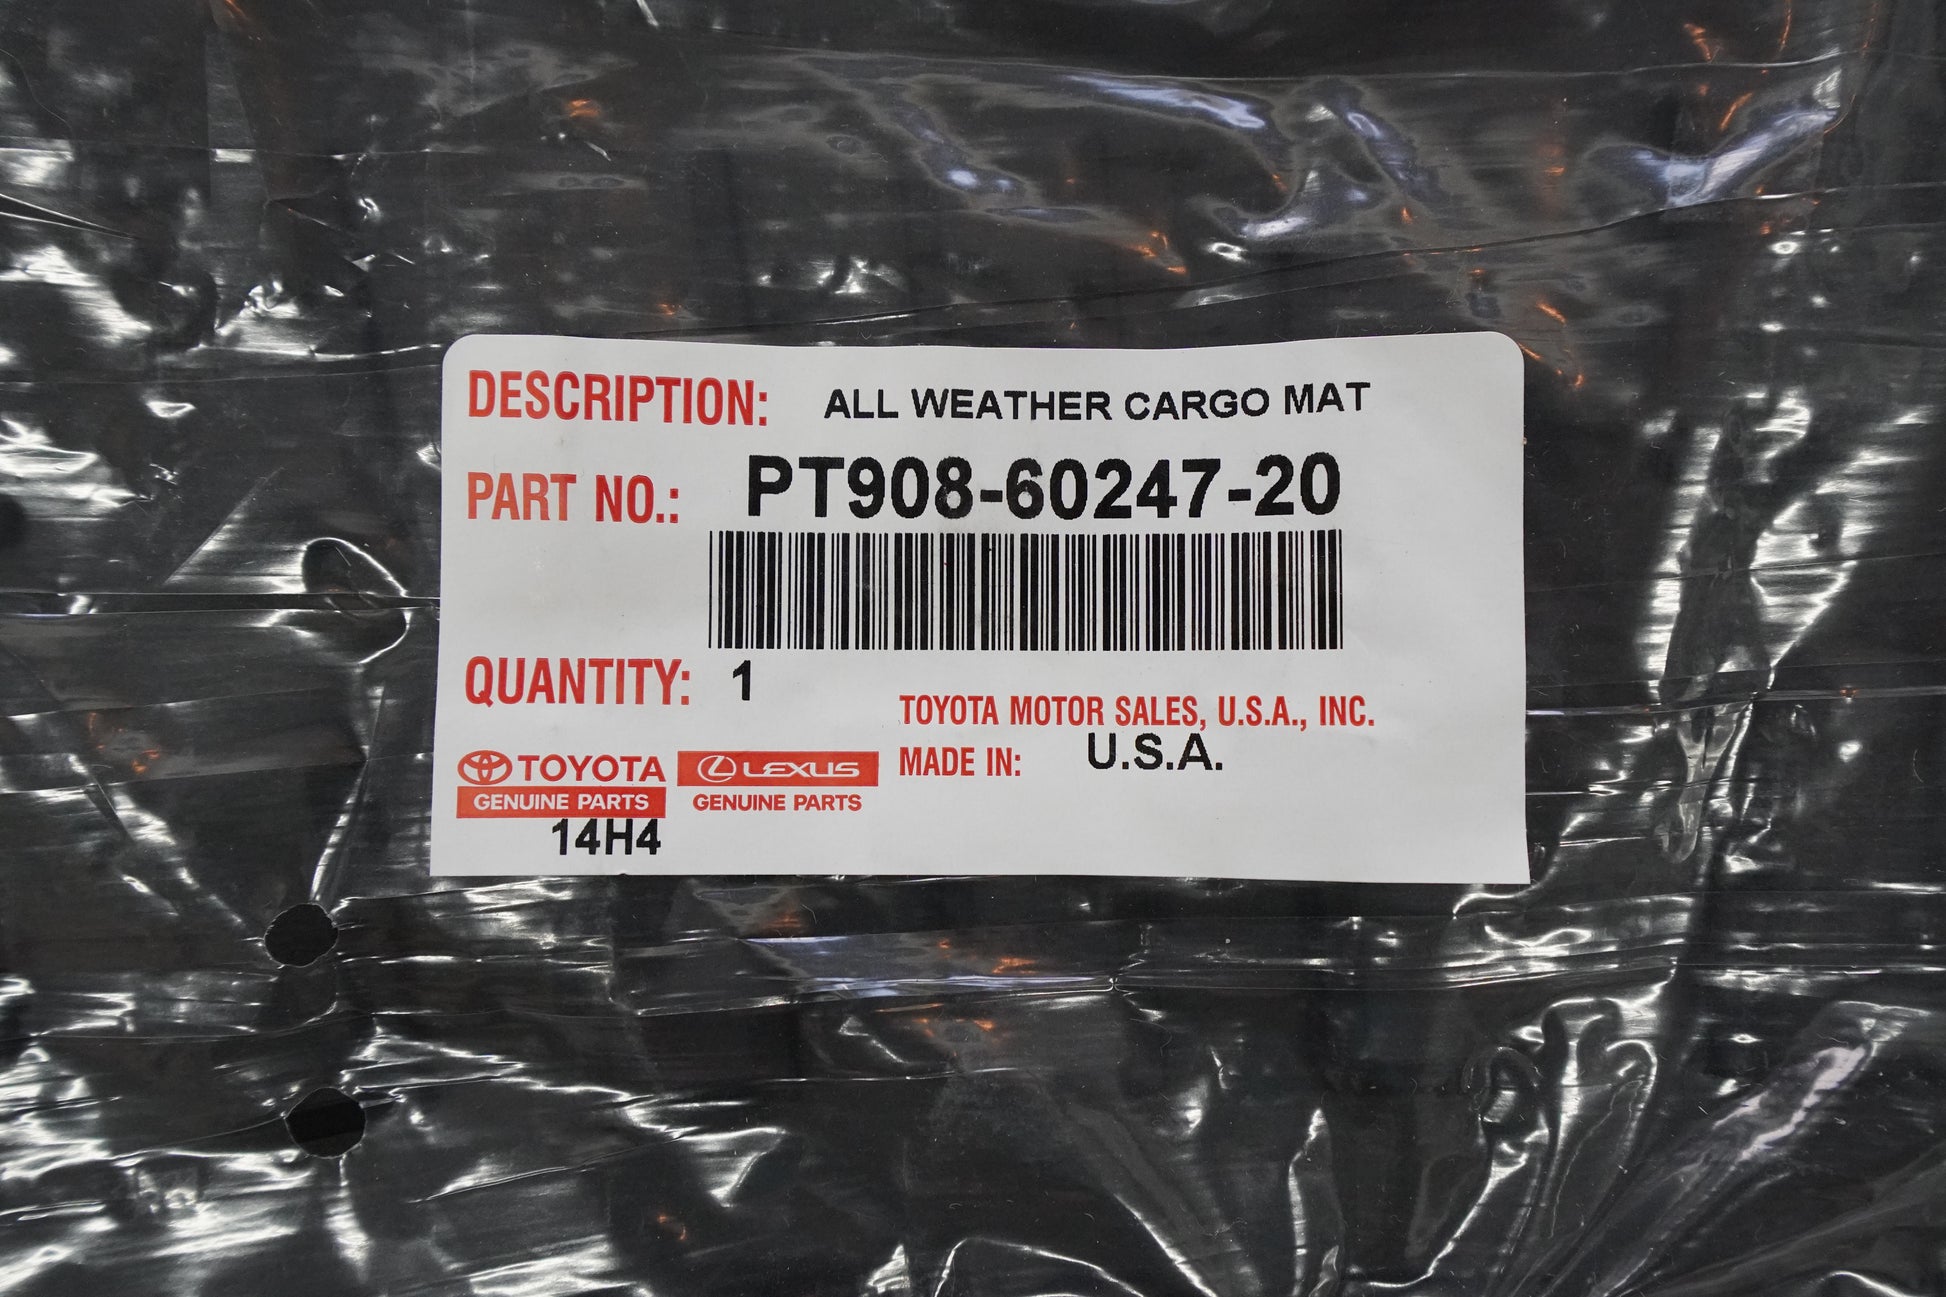 DESCRIPTION: ALL WEATHER CARGO MAT
PART NO.: PT908-60247-20
QUANTITY: 1
TOYOTA MOTOR SALES, U.S.A., INC.
MADE IN: U.S.A.
TOYOTA LEXUS
GENUINE PARTS GENUINE PARTS
14H4